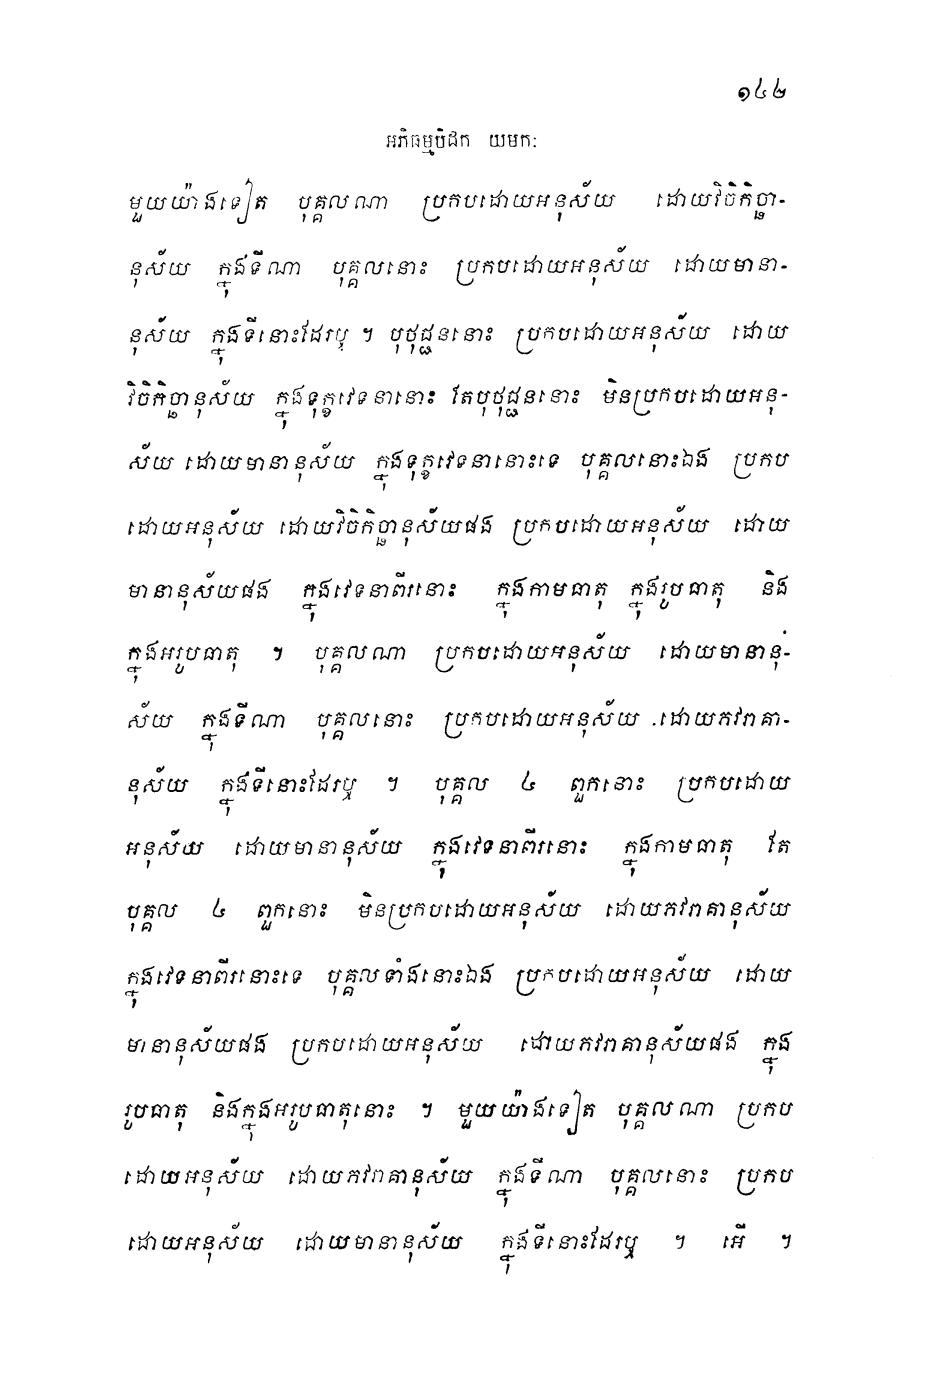 ១៤២
អភិធម្មបិដក យមកៈ
មួយយ៉ាងទៀត បុគ្គលណា ប្រកបដោយអនុស័យ ដោយវិចិកិច្ឆា-
នុស័យ ក្នុងទីណា បុគ្គលនោះ ប្រកបដោយអនុស័យ ដោយមានា-
នុស័យ ក្នុងទីនោះដែរឬ ។ បុថុជ្ជននោះ ប្រកបដោយអនុស័យ ដោយ
វិចិកិច្ឆានុស័យ ក្នុងទុក្ខវេទនានោះ តែបុថុជ្ជននោះ មិនប្រកបដោយអនុ-
ស័យ ដោយមានានុស័យ ក្នុងទុក្ខវេទនានោះទេ បុគ្គលនោះឯង ប្រកប
ដោយអនុស័យ ដោយវិចិកិច្ឆានុស័យផង ប្រកបដោយអនុស័យ ដោយ
មានានុស័យផង ក្នុងវេទនាពីរនោះ ក្នុងកាមធាតុ ក្នុងរូបធាតុ និង
ក្នុងអរូបធាតុ ។ បុគ្គលណា ប្រកបដោយអនុស័យ ដោយមានានុ-
ស័យ ក្នុងទីណា បុគ្គលនោះ ប្រកបដោយអនុស័យ ដោយភវរាគា-
នុស័យ ក្នុងទីនោះដែរឬ ។ បុគ្គល ៤ ពួកនោះ ប្រកបដោយ
អនុស័យ ដោយមានានុស័យ ក្នុងវេទនាពីរនោះ ក្នុងកាមធាតុ តែ
បុគ្គល ៤ ពួកនោះ មិនប្រកបដោយអនុស័យ ដោយភវរាគានុស័យ
ក្នុងវេទនាពីរនោះទេ បុគ្គលទាំងនោះឯង ប្រកបដោយអនុស័យ ដោយ
មានានុស័យផង ប្រកបដោយអនុស័យ ដោយភវរាគានុស័យផង ក្នុង
រូបធាតុ និងក្នុងអរូបធាតុនោះ ។ មួយយ៉ាងទៀត បុគ្គលណា ប្រកប
ដោយអនុស័យ ដោយភវរាគានុស័យ ក្នុងទីណា បុគ្គលនោះ ប្រកប
ដោយអនុស័យ ដោយមានានុស័យ ក្នុងទីនោះដែរឬ ។ អើ ។